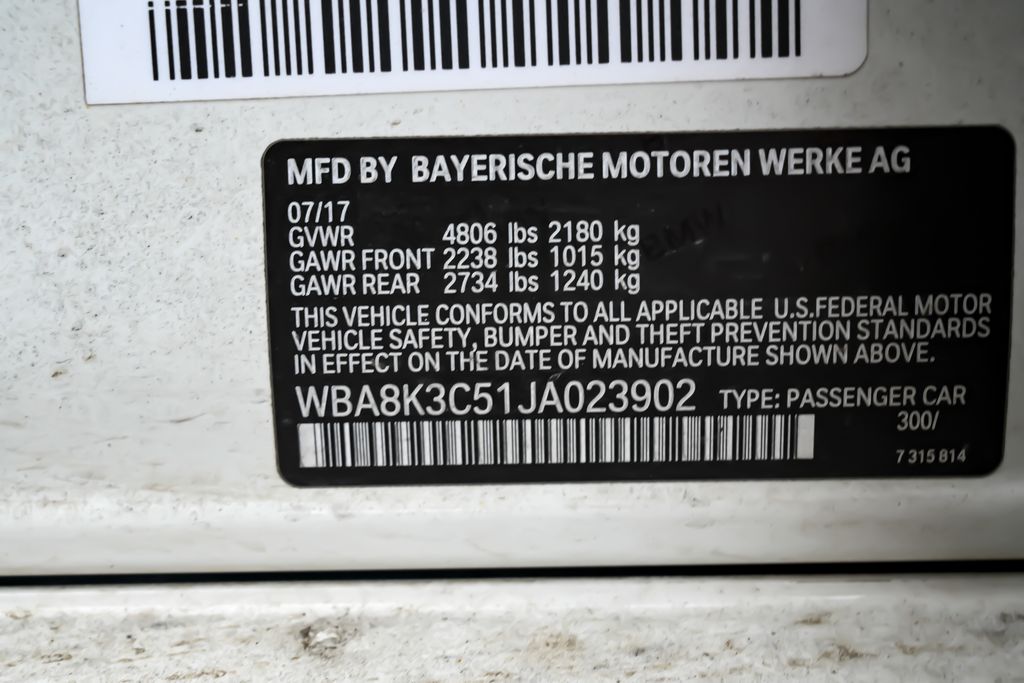 MFD BY BAYERISCHE MOTOREN WERKE AG
07/17
GVWR 4806 lbs 2180 kg
GAWR FRONT 2238 lbs 1015 kg
GAWR REAR 2734 lbs 1240 kg
THIS VEHICLE CONFORMS TO ALL APPLICABLE U.S.FEDERAL MOTOR
VEHICLE SAFETY, BUMPER AND THEFT PREVENTION STANDARDS
IN EFFECT ON THE DATE OF MANUFACTURE SHOWN ABOVE.
WBA8K3C51JA023902 TYPE: PASSENGER CAR
300/
7 315 814